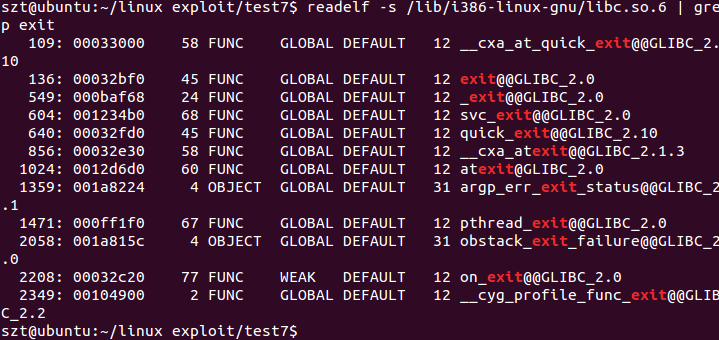 szt@ubuntu:~/linux exploit/test7$ readelf -s /lib/i386-linux-gnu/libc.so.6 | gre
p exit
   109: 00033000    58 FUNC    GLOBAL DEFAULT   12 __cxa_at_quick_exit@@GLIBC_2.
10
   136: 00032bf0    45 FUNC    GLOBAL DEFAULT   12 exit@@GLIBC_2.0
   549: 000baf68    24 FUNC    GLOBAL DEFAULT   12 _exit@@GLIBC_2.0
   604: 001234b0    68 FUNC    GLOBAL DEFAULT   12 svc_exit@@GLIBC_2.0
   640: 00032fd0    45 FUNC    GLOBAL DEFAULT   12 quick_exit@@GLIBC_2.10
   856: 00032e30    58 FUNC    GLOBAL DEFAULT   12 __cxa_atexit@@GLIBC_2.1.3
  1024: 0012d6d0    60 FUNC    GLOBAL DEFAULT   12 atexit@GLIBC_2.0
  1359: 001a8224     4 OBJECT  GLOBAL DEFAULT   31 argp_err_exit_status@@GLIBC_2
.1
  1471: 000ff1f0    67 FUNC    GLOBAL DEFAULT   12 pthread_exit@@GLIBC_2.0
  2058: 001a815c     4 OBJECT  GLOBAL DEFAULT   31 obstack_exit_failure@@GLIBC_2
.0
  2208: 00032c20    77 FUNC    WEAK   DEFAULT   12 on_exit@@GLIBC_2.0
  2349: 00104900     2 FUNC    GLOBAL DEFAULT   12 __cyg_profile_func_exit@@GLIB
C_2.2
szt@ubuntu:~/linux exploit/test7$